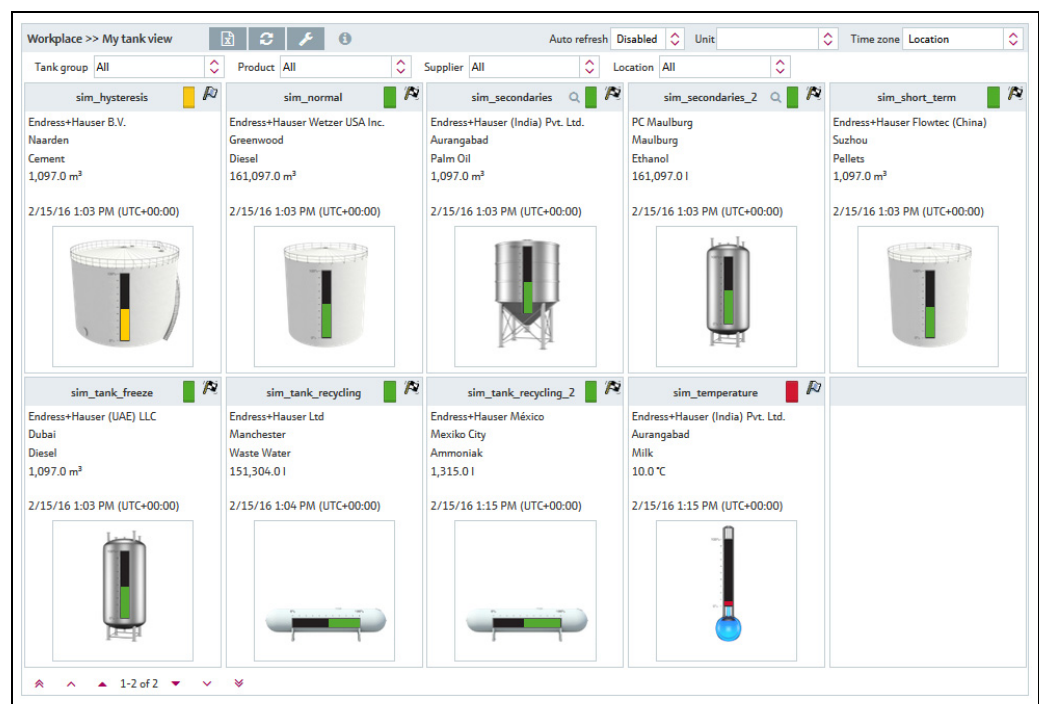 Workplace >> My tank view
Auto refresh Disabled Unit Time zone Location
Tank group All Product All Supplier All Location All
sim_hysteresis
Endress+Hauser B.V.
Naarden
Cement
1,097.0 m³
2/15/16 1:03 PM (UTC+00:00)
sim_normal
Endress+Hauser Wetzer USA Inc.
Greenwood
Diesel
161,097.0 m³
2/15/16 1:03 PM (UTC+00:00)
sim_secondaries
Endress+Hauser (India) Pvt. Ltd.
Aurangabad
Palm Oil
1,097.0 m³
2/15/16 1:03 PM (UTC+00:00)
sim_secondaries_2
PC Maulburg
Maulburg
Ethanol
161,097.0 l
2/15/16 1:03 PM (UTC+00:00)
sim_short_term
Endress+Hauser Flowtec (China)
Suzhou
Pellets
1,097.0 m³
2/15/16 1:03 PM (UTC+00:00)
sim_tank_freeze
Endress+Hauser (UAE) LLC
Dubai
Diesel
1,097.0 m³
2/15/16 1:03 PM (UTC+00:00)
sim_tank_recycling
Endress+Hauser Ltd
Manchester
Waste Water
151,304.0 l
2/15/16 1:04 PM (UTC+00:00)
sim_tank_recycling_2
Endress+Hauser México
Mexiko City
Ammoniak
1,315.0 l
2/15/16 1:15 PM (UTC+00:00)
sim_temperature
Endress+Hauser (India) Pvt. Ltd.
Aurangabad
Milk
10.0 °C
2/15/16 1:15 PM (UTC+00:00)
1-2 of 2